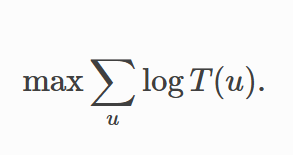 max ∑ log T(u).
u